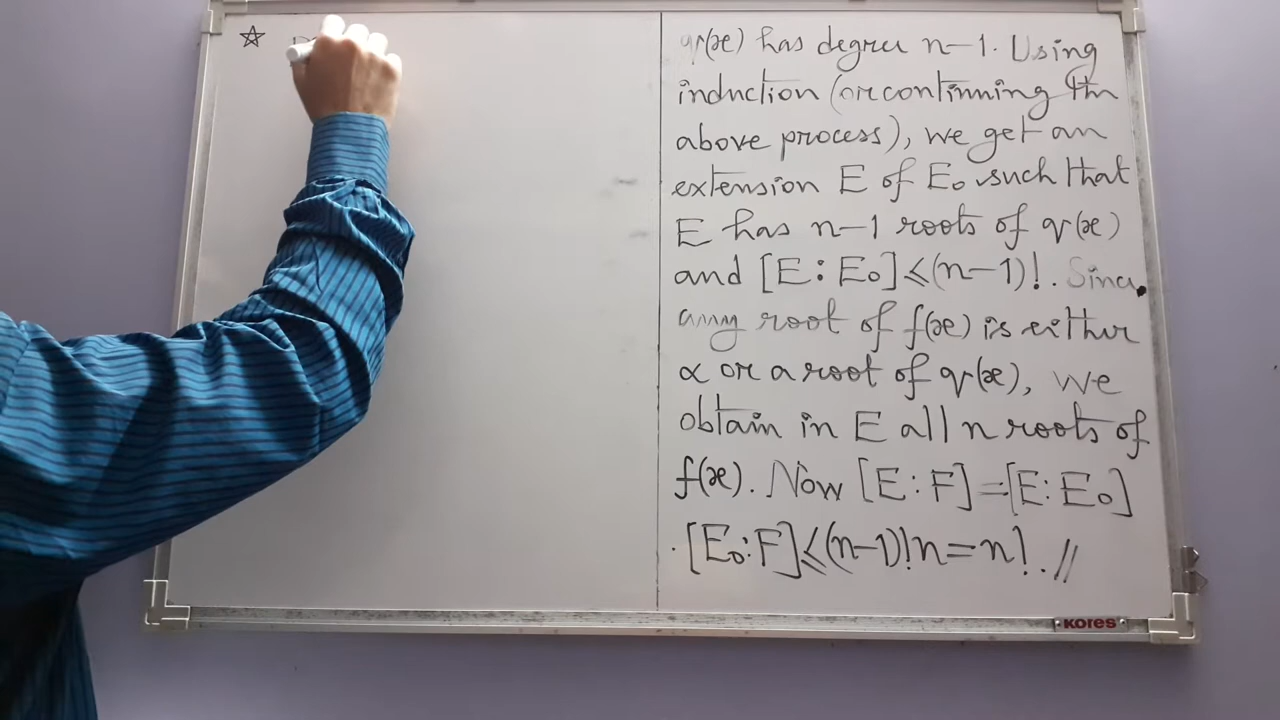 ☆
q(x) has degree n-1. Using
induction (or continuing the
above process), we get an
extension E of E₀ such that
E has n-1 roots of q(x)
and [E:E₀]≤(n-1)!. Since
any root of f(x) is either
α or a root of q(x), we
obtain in E all n roots of
f(x). Now [E:F]=[E:E₀]
·[E₀:F]≤(n-1)!n=n!. //
KORES